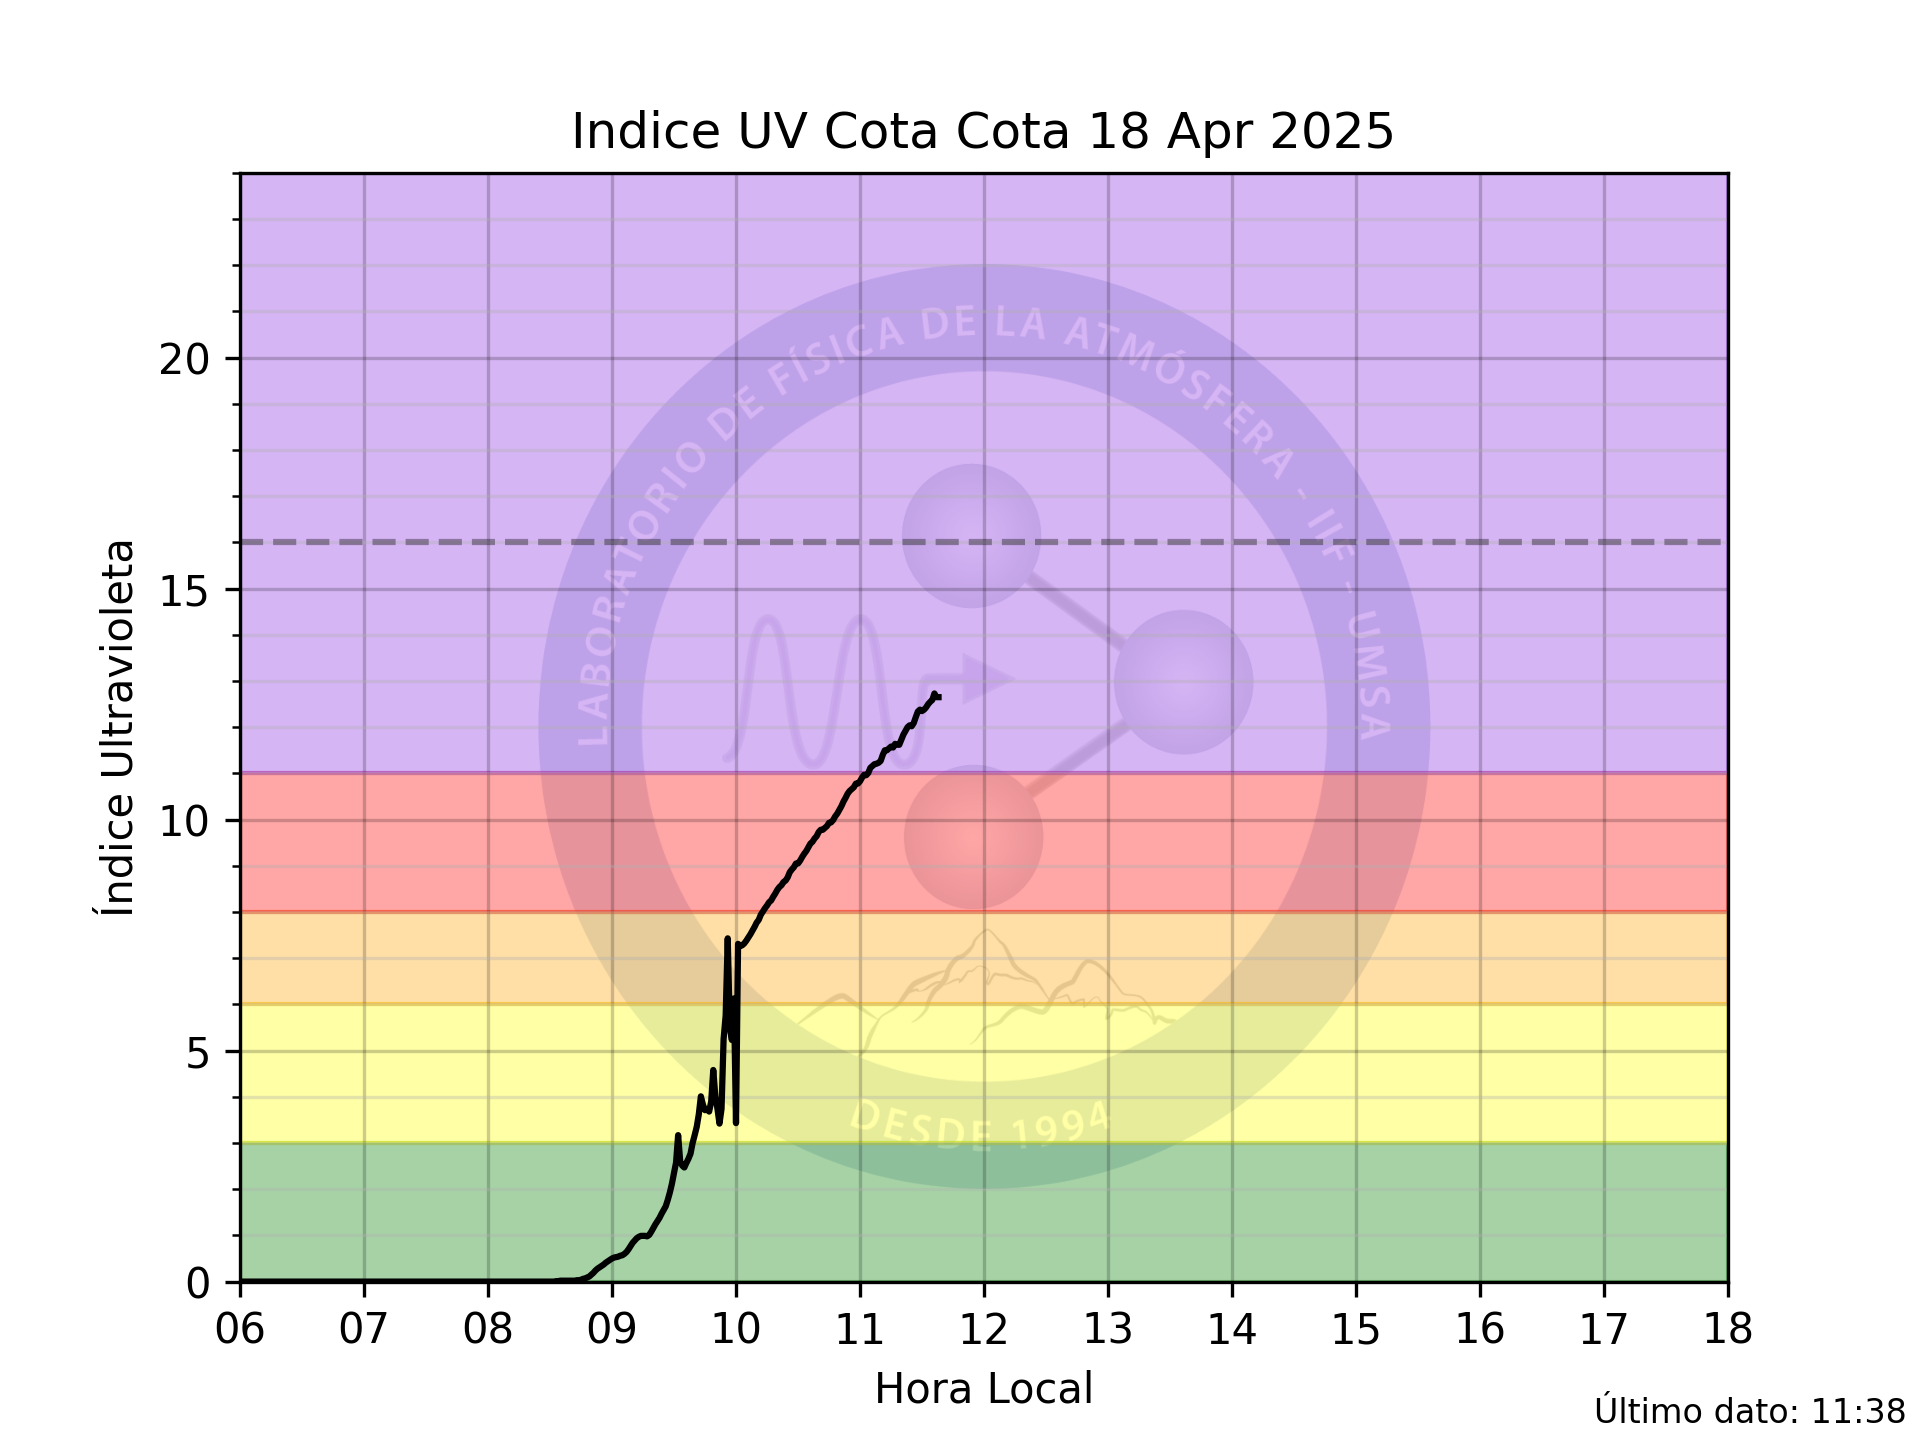 Indice UV Cota Cota 18 Apr 2025
Índice Ultravioleta
20
15
10
5
0
LABORATORIO DE FÍSICA DE LA ATMÓSFERA - IIF - UMSA
DESDE 1994
06 07 08 09 10 11 12 13 14 15 16 17 18
Hora Local
Último dato: 11:38